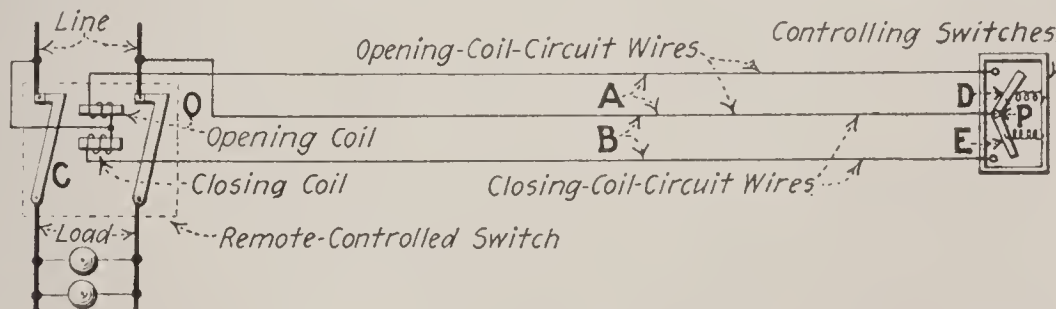 Line
Opening-Coil-Circuit Wires
Controlling Switches
O
A
D
P
Opening Coil
B
E
C
Closing Coil
Closing-Coil-Circuit Wires
Load
Remote-Controlled Switch